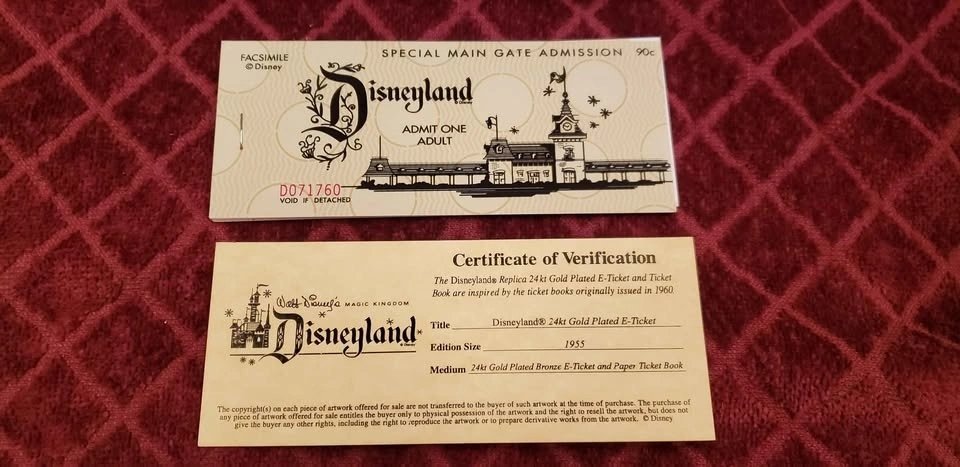 SPECIAL MAIN GATE ADMISSION 90c
FACSIMILE
© Disney
Disneyland
ADMIT ONE
ADULT
D071760
VOID IF DETACHED
Certificate of Verification
The Disneyland® Replica 24kt Gold Plated E-Ticket and Ticket
Book are inspired by the ticket books originally issued in 1960.
Walt Disney's MAGIC KINGDOM
Disneyland
Title Disneyland® 24kt Gold Plated E-Ticket
Edition Size 1955
Medium 24kt Gold Plated Bronze E-Ticket and Paper Ticket Book
The copyright(s) on each piece of artwork offered for sale are not transferred to the buyer of such artwork at the time of purchase. The purchase of
any piece of artwork offered for sale entitles the buyer only to physical possession of the artwork and the right to resell the artwork, but does not
give the buyer any other rights, including the right to reproduce the artwork or to prepare derivative works from the artwork. © Disney